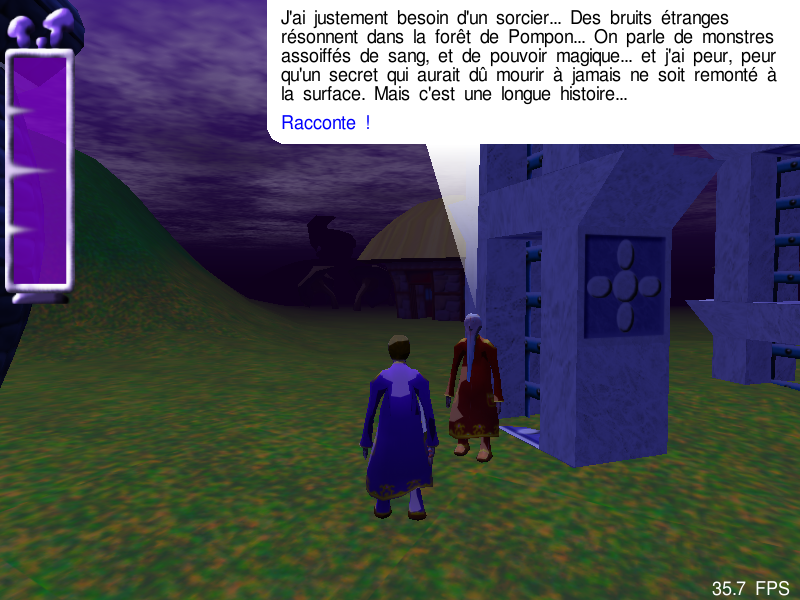 J'ai justement besoin d'un sorcier... Des bruits étranges
résonnent dans la forêt de Pompon... On parle de monstres
assoiffés de sang, et de pouvoir magique... et j'ai peur, peur
qu'un secret qui aurait dû mourir à jamais ne soit remonté à
la surface. Mais c'est une longue histoire...
Racconte !
35.7 FPS